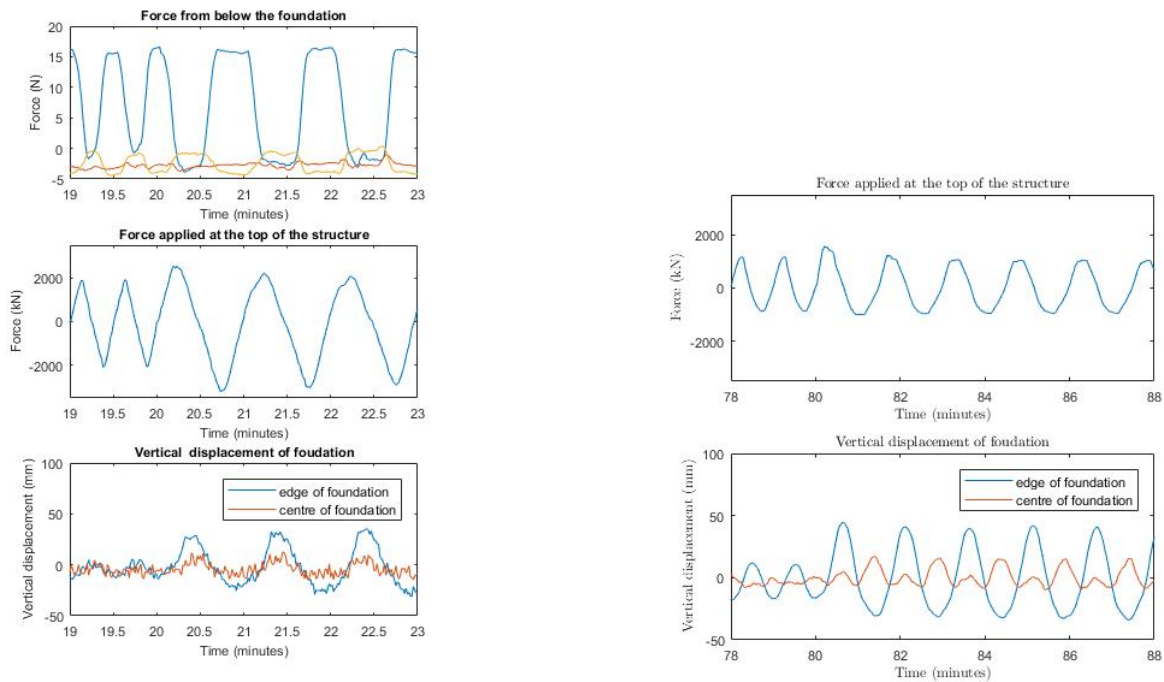 Force from below the foundation
20
15
10
5
0
-5
Force (N)
19 19.5 20 20.5 21 21.5 22 22.5 23
Time (minutes)
Force applied at the top of the structure
2000
0
-2000
Force (kN)
19 19.5 20 20.5 21 21.5 22 22.5 23
Time (minutes)
Vertical displacement of foudation
100
50
0
-50
Vertical displacement (mm)
edge of foundation
centre of foundation
19 19.5 20 20.5 21 21.5 22 22.5 23
Time (minutes)
Force applied at the top of the structure
2000
0
-2000
Force (kN)
78 80 82 84 86 88
Time (minutes)
Vertical displacement of foudation
100
50
0
-50
Vertical displacement (mm)
edge of foundation
centre of foundation
78 80 82 84 86 88
Time (minutes)